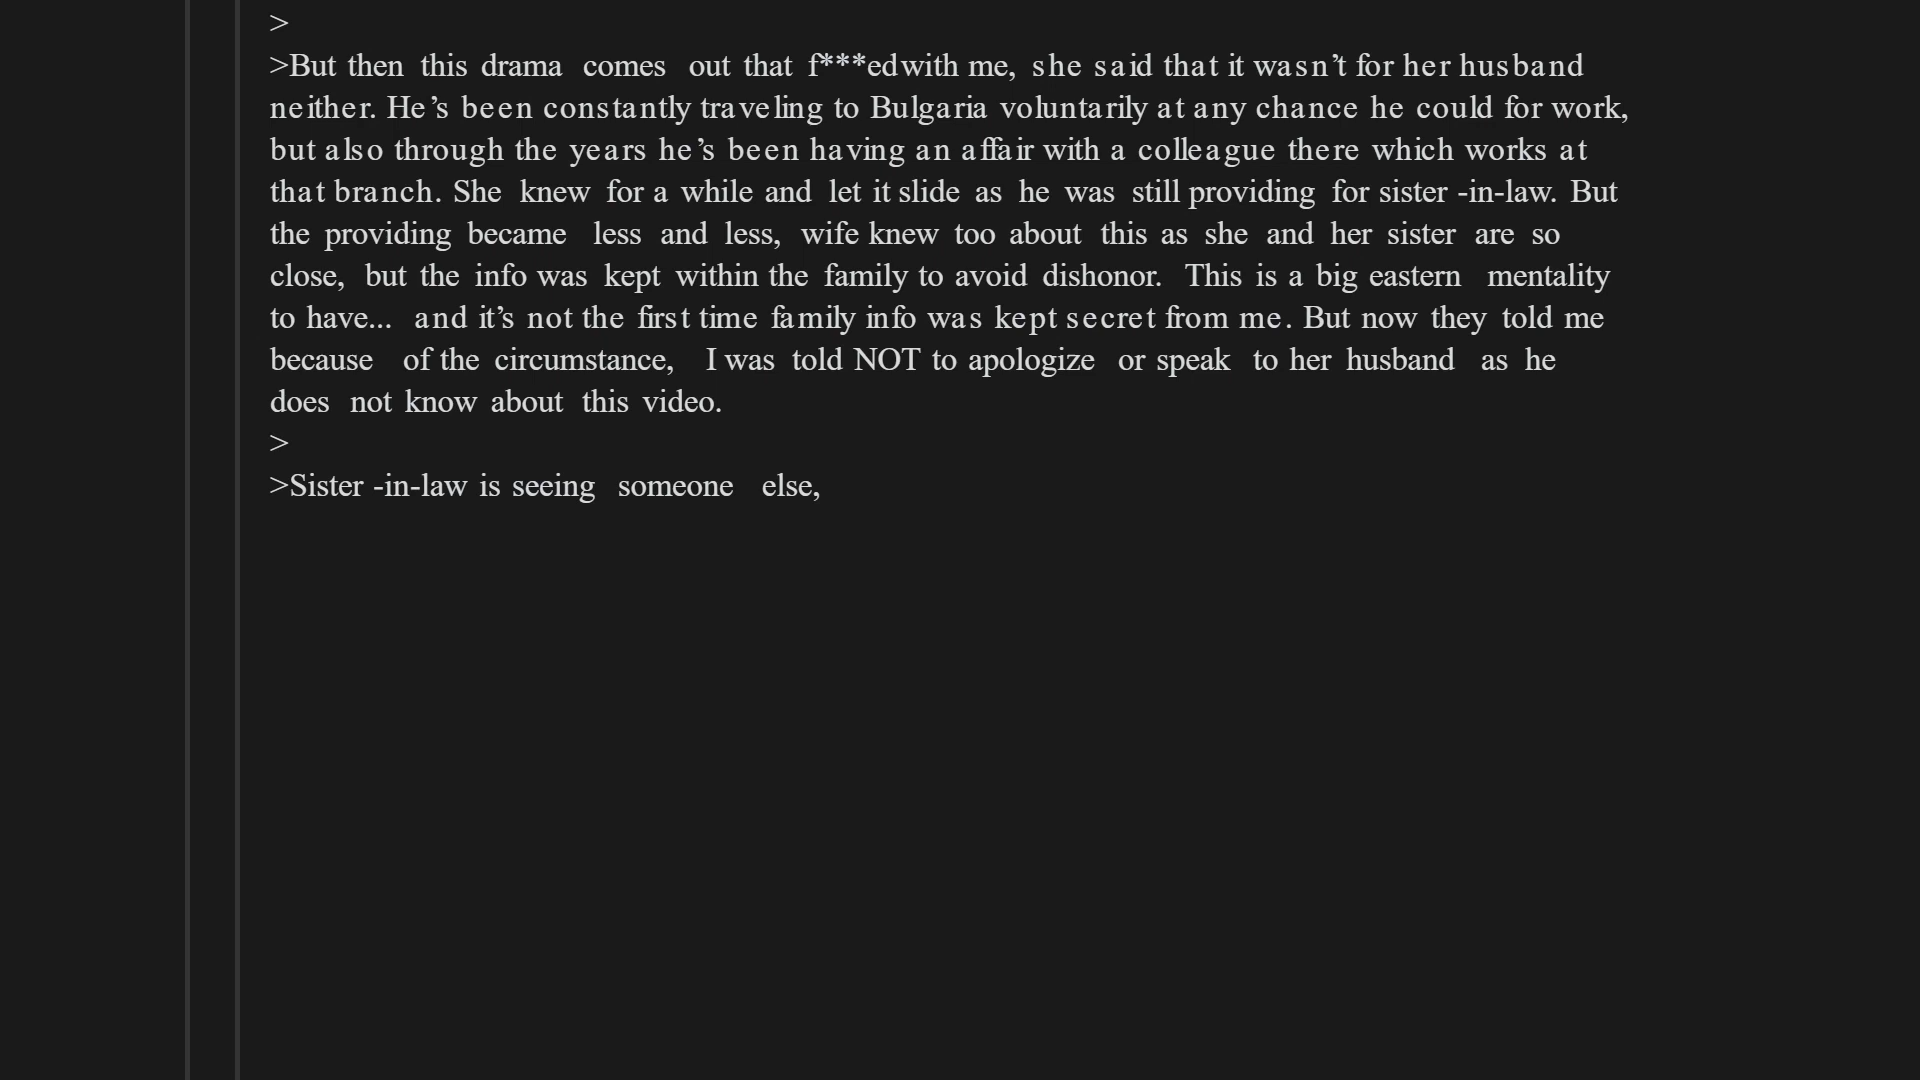 >
>But then this drama comes out that f***edwith me, she said that it wasn’t for her husband
neither. He’s been constantly traveling to Bulgaria voluntarily at any chance he could for work,
but also through the years he’s been having an affair with a colleague there which works at
that branch. She knew for a while and let it slide as he was still providing for sister -in-law. But
the providing became less and less, wife knew too about this as she and her sister are so
close, but the info was kept within the family to avoid dishonor. This is a big eastern mentality
to have... and it’s not the first time family info was kept secret from me. But now they told me
because of the circumstance, I was told NOT to apologize or speak to her husband as he
does not know about this video.
>
>Sister -in-law is seeing someone else,